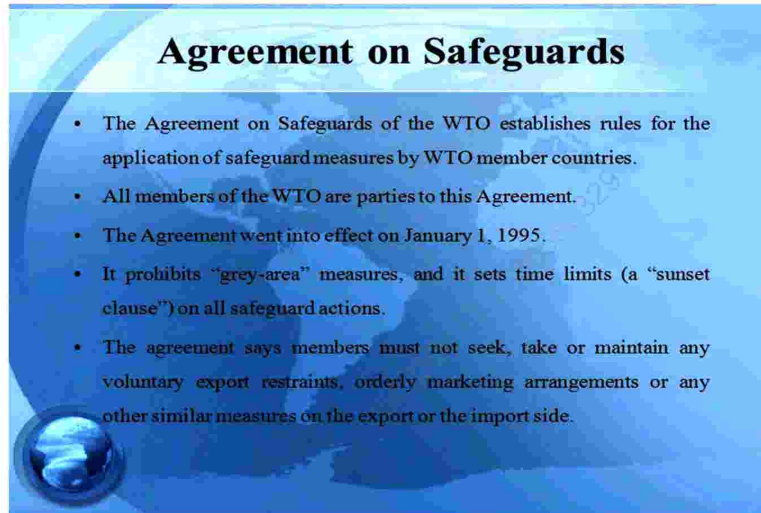 Agreement on Safeguards
• The Agreement on Safeguards of the WTO establishes rules for the
application of safeguard measures by WTO member countries.
• All members of the WTO are parties to this Agreement.
• The Agreement went into effect on January 1, 1995.
• It prohibits “grey-area” measures, and it sets time limits (a “sunset
clause”) on all safeguard actions.
• The agreement says members must not seek, take or maintain any
voluntary export restraints, orderly marketing arrangements or any
other similar measures on the export or the import side.